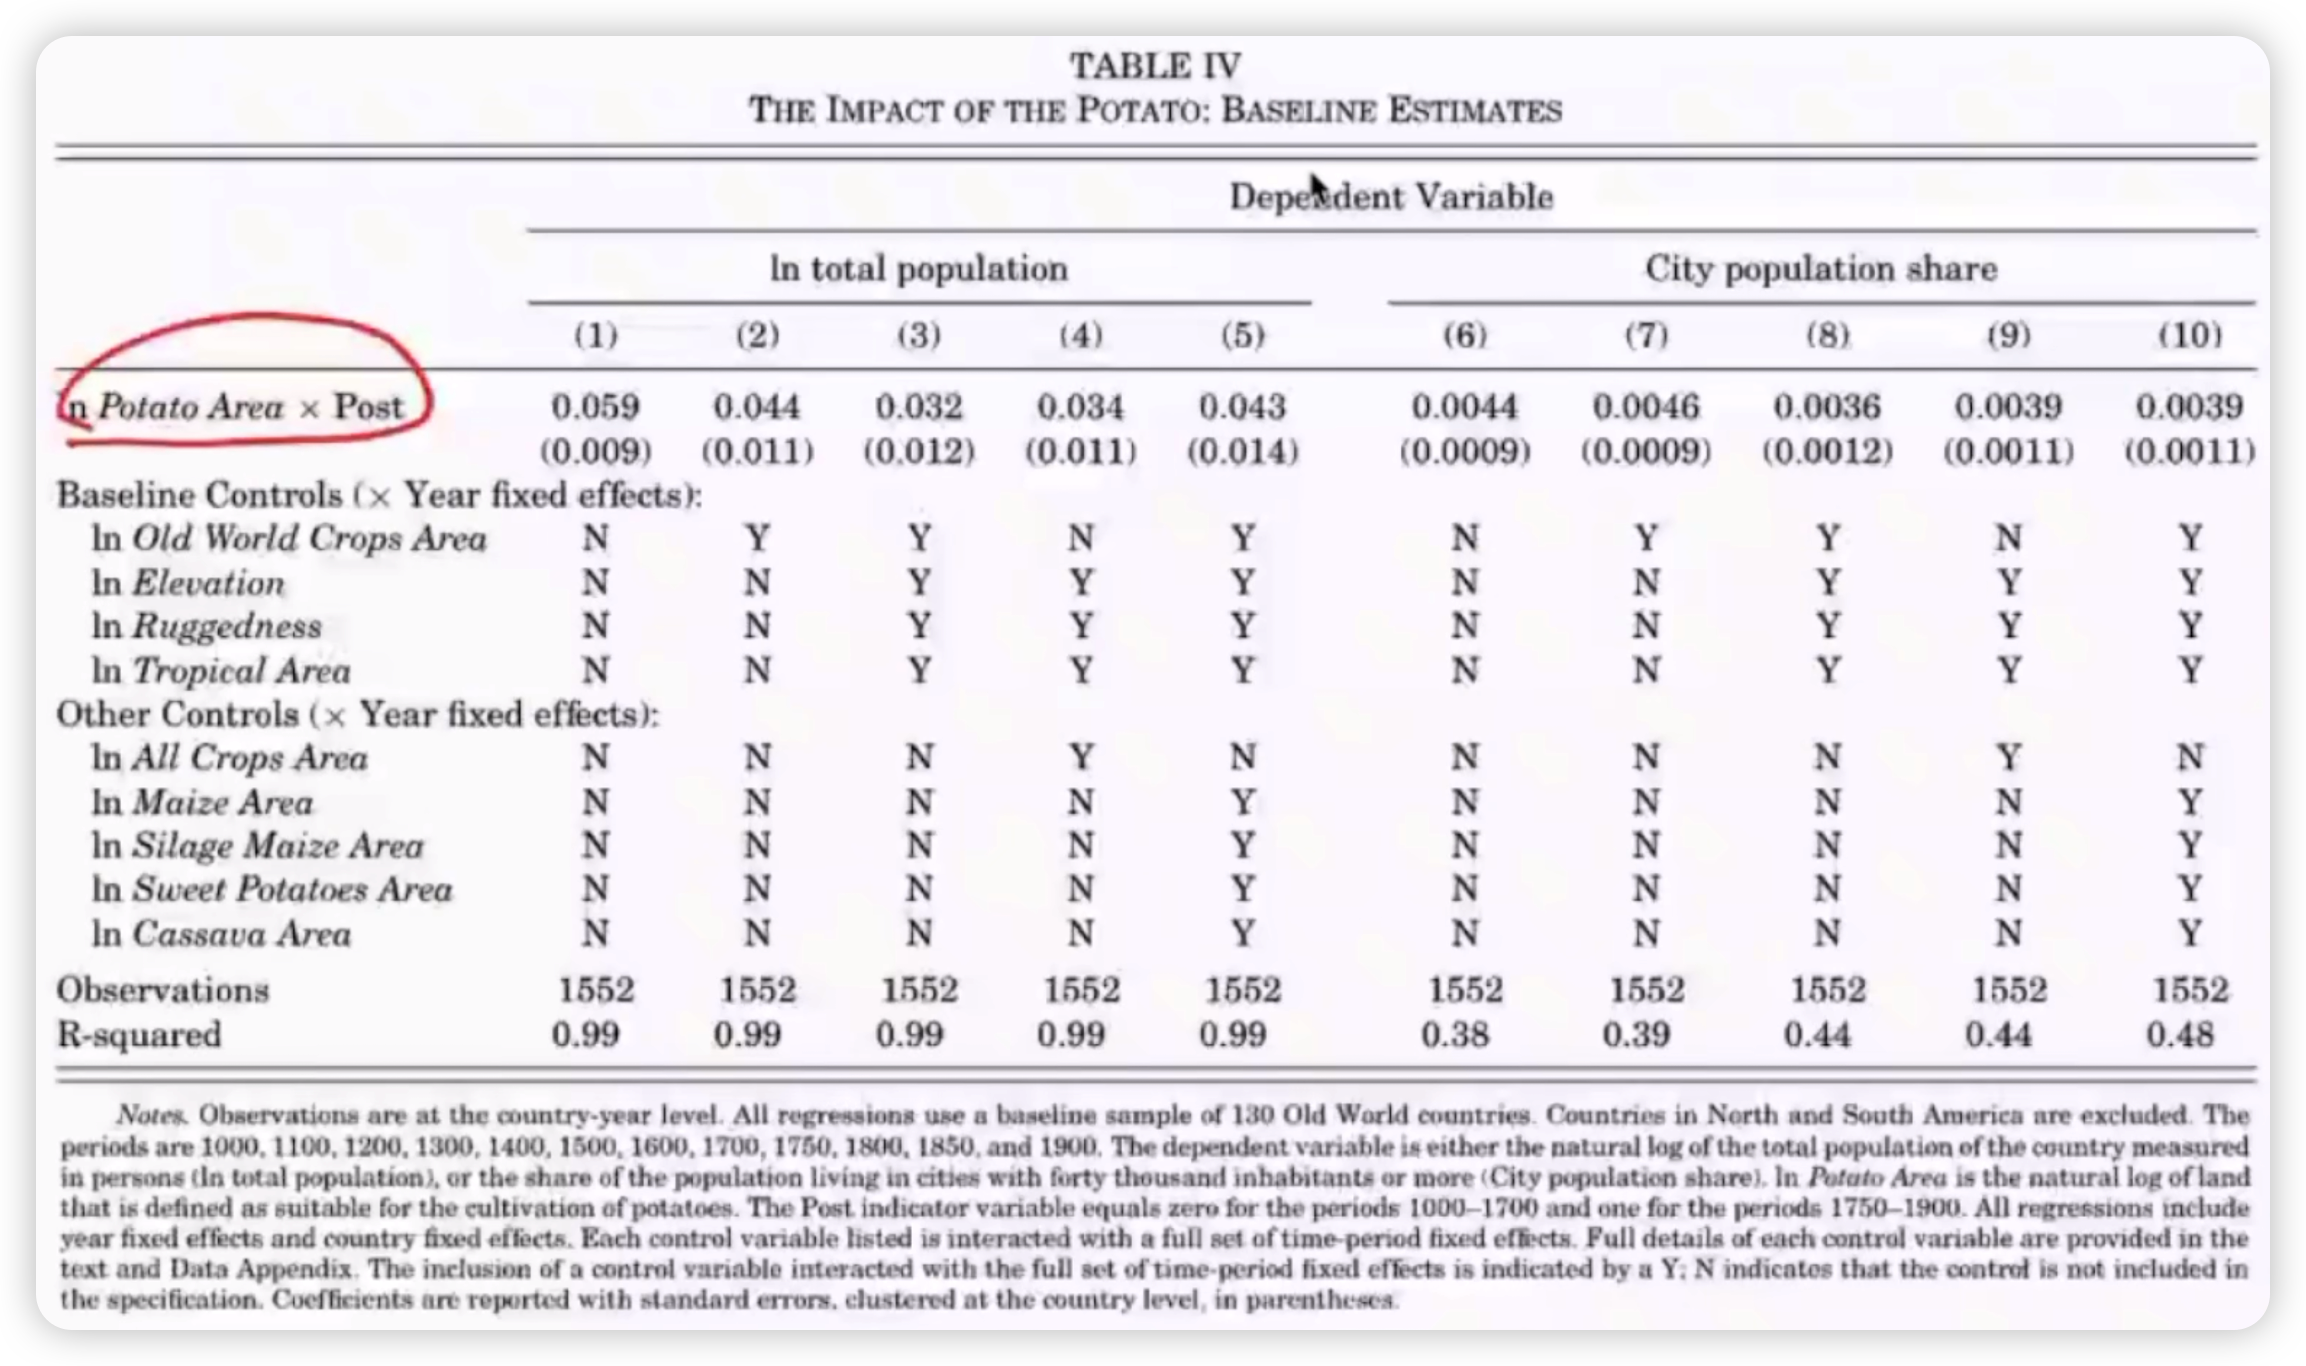 TABLE IV
THE IMPACT OF THE POTATO: BASELINE ESTIMATES
Dependent Variable
ln total population City population share
(1) (2) (3) (4) (5) (6) (7) (8) (9) (10)
ln Potato Area × Post 0.059 0.044 0.032 0.034 0.043 0.0044 0.0046 0.0036 0.0039 0.0039
(0.009) (0.011) (0.012) (0.011) (0.014) (0.0009) (0.0009) (0.0012) (0.0011) (0.0011)
Baseline Controls (× Year fixed effects):
ln Old World Crops Area N Y Y N Y N Y Y N Y
ln Elevation N N Y Y Y N N Y Y Y
ln Ruggedness N N Y Y Y N N Y Y Y
ln Tropical Area N N Y Y Y N N Y Y Y
Other Controls (× Year fixed effects):
ln All Crops Area N N N Y N N N N Y N
ln Maize Area N N N N Y N N N N Y
ln Silage Maize Area N N N N Y N N N N Y
ln Sweet Potatoes Area N N N N Y N N N N Y
ln Cassava Area N N N N Y N N N N Y
Observations 1552 1552 1552 1552 1552 1552 1552 1552 1552 1552
R-squared 0.99 0.99 0.99 0.99 0.99 0.38 0.39 0.44 0.44 0.48
Notes. Observations are at the country-year level. All regressions use a baseline sample of 130 Old World countries. Countries in North and South America are excluded. The
periods are 1000, 1100, 1200, 1300, 1400, 1500, 1600, 1700, 1750, 1800, 1850, and 1900. The dependent variable is either the natural log of the total population of the country measured
in persons (ln total population), or the share of the population living in cities with forty thousand inhabitants or more (City population share). ln Potato Area is the natural log of land
that is defined as suitable for the cultivation of potatoes. The Post indicator variable equals zero for the periods 1000–1700 and one for the periods 1750–1900. All regressions include
year fixed effects and country fixed effects. Each control variable listed is interacted with a full set of time-period fixed effects. Full details of each control variable are provided in the
text and Data Appendix. The inclusion of a control variable interacted with the full set of time-period fixed effects is indicated by a Y; N indicates that the control is not included in
the specification. Coefficients are reported with standard errors, clustered at the country level, in parentheses.